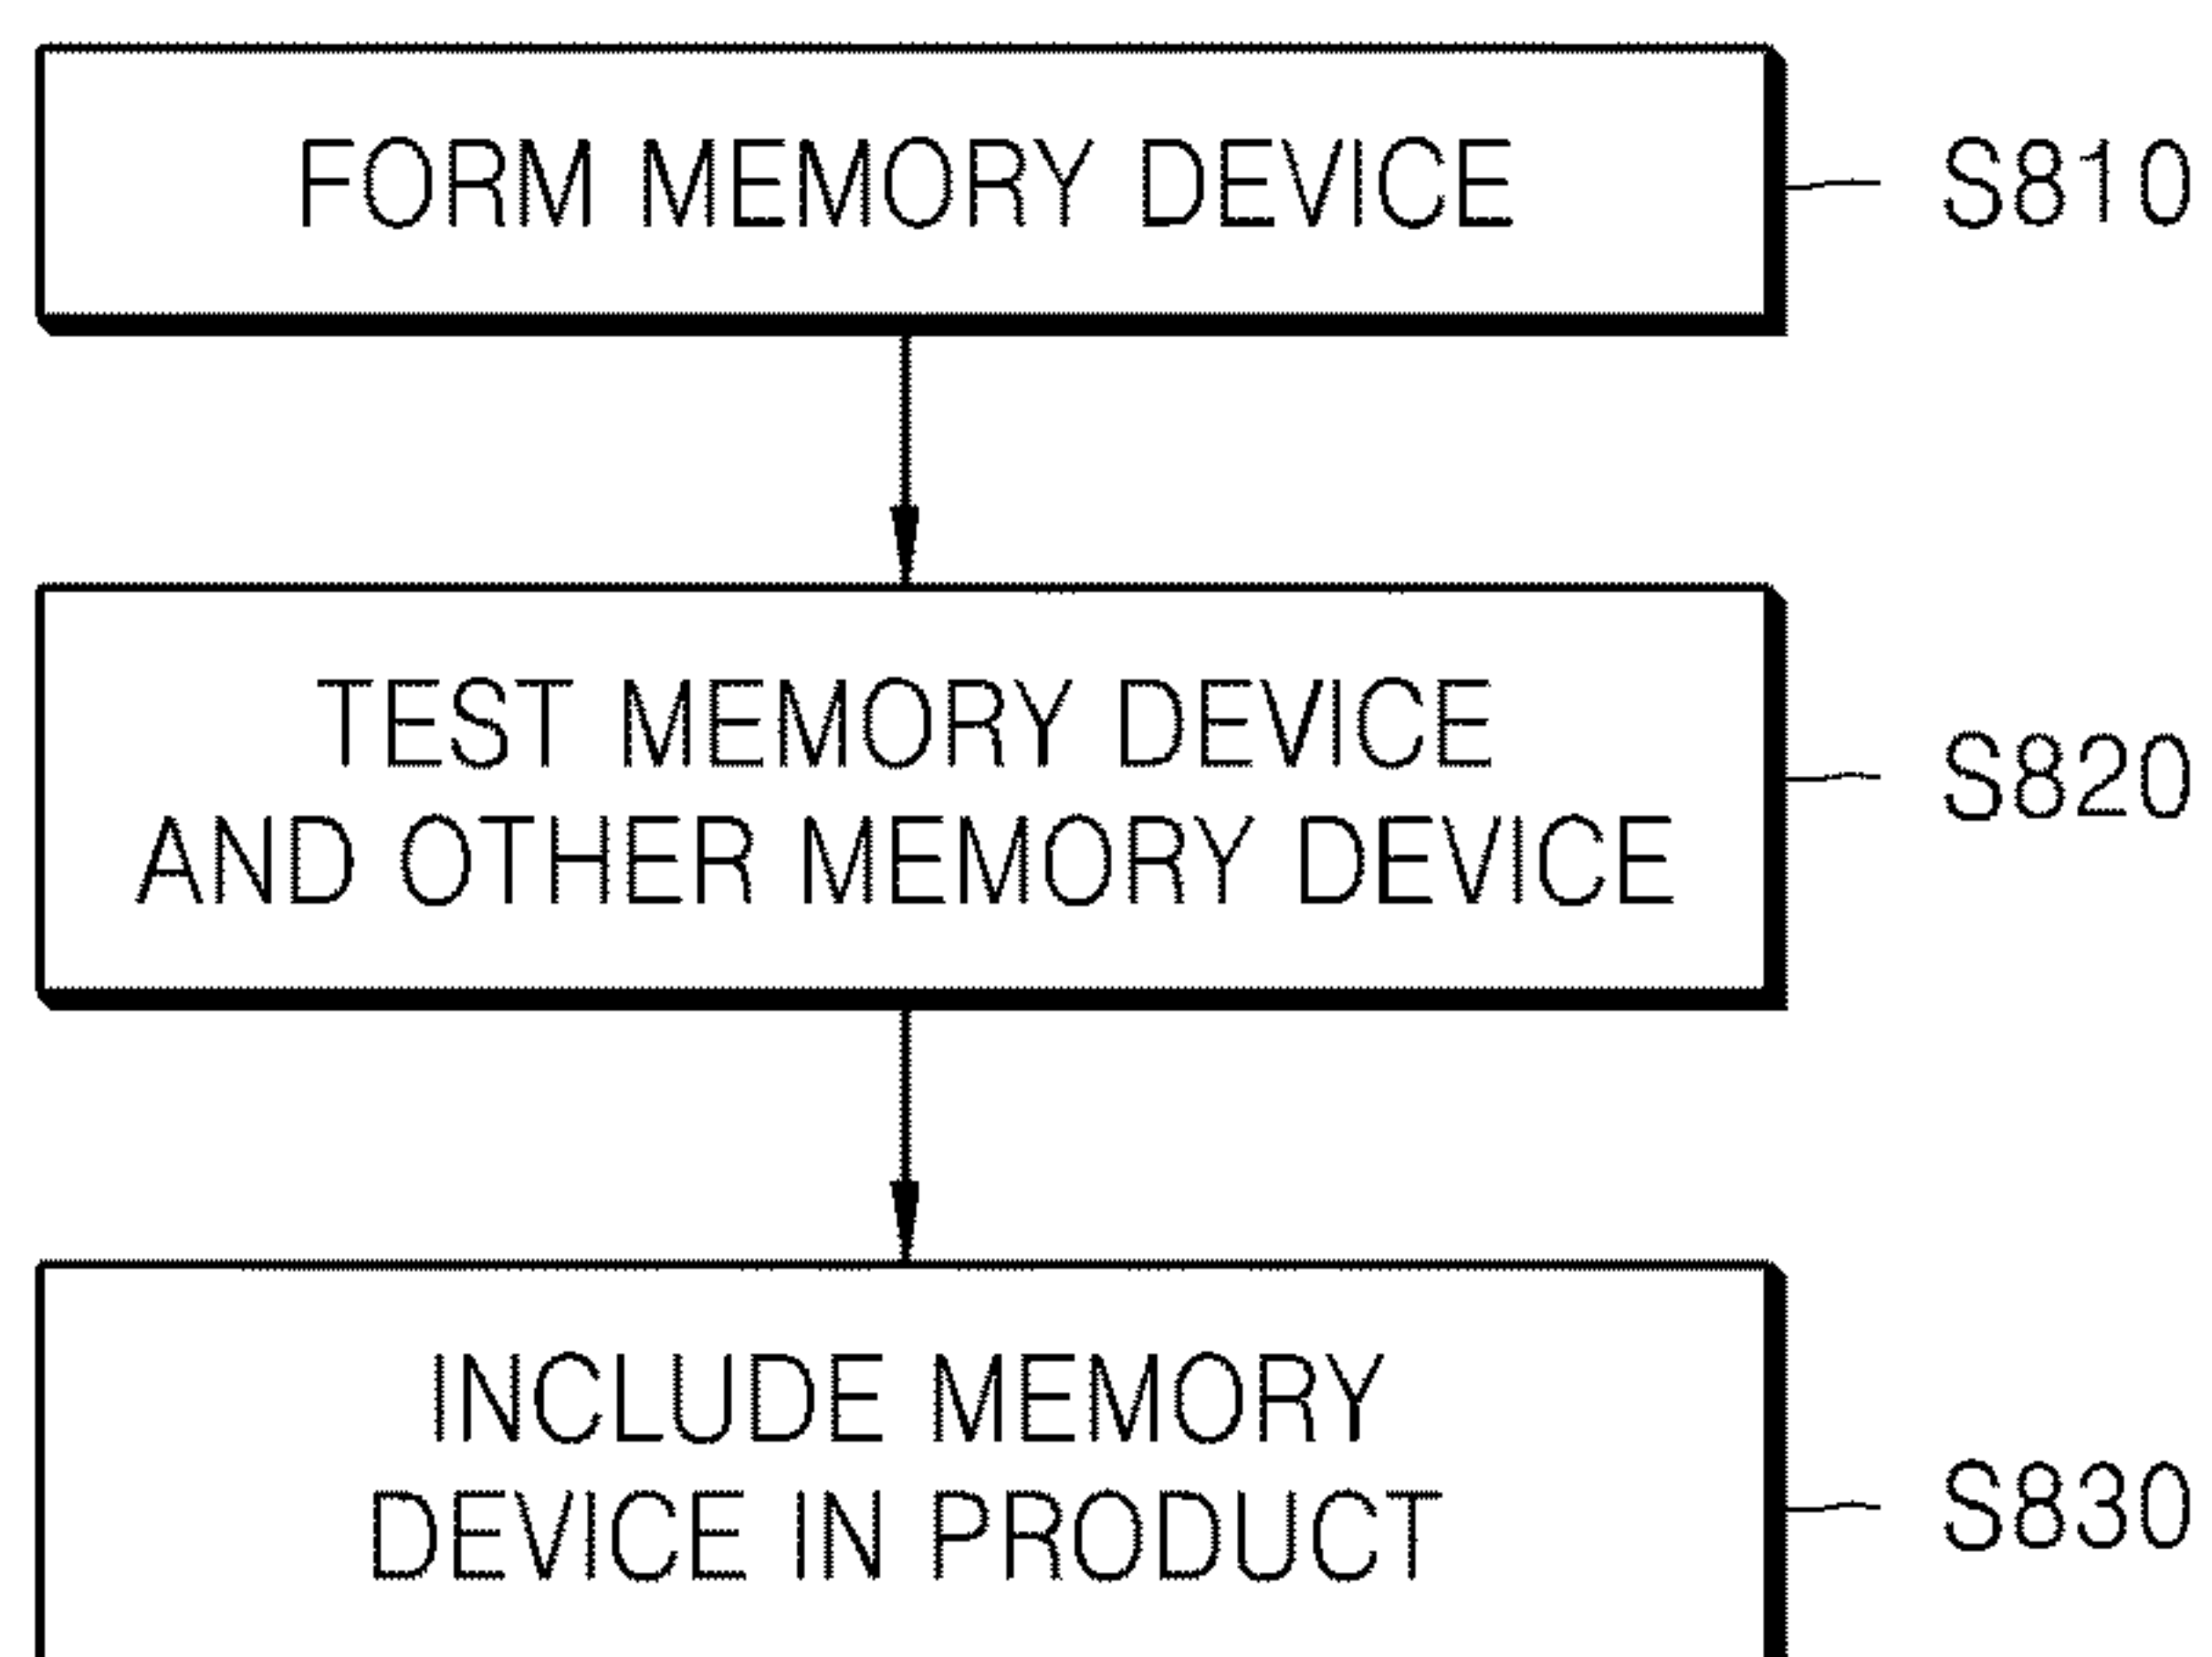 FORM MEMORY DEVICE
S810
TEST MEMORY DEVICE
AND OTHER MEMORY DEVICE
S820
INCLUDE MEMORY
DEVICE IN PRODUCT
S830